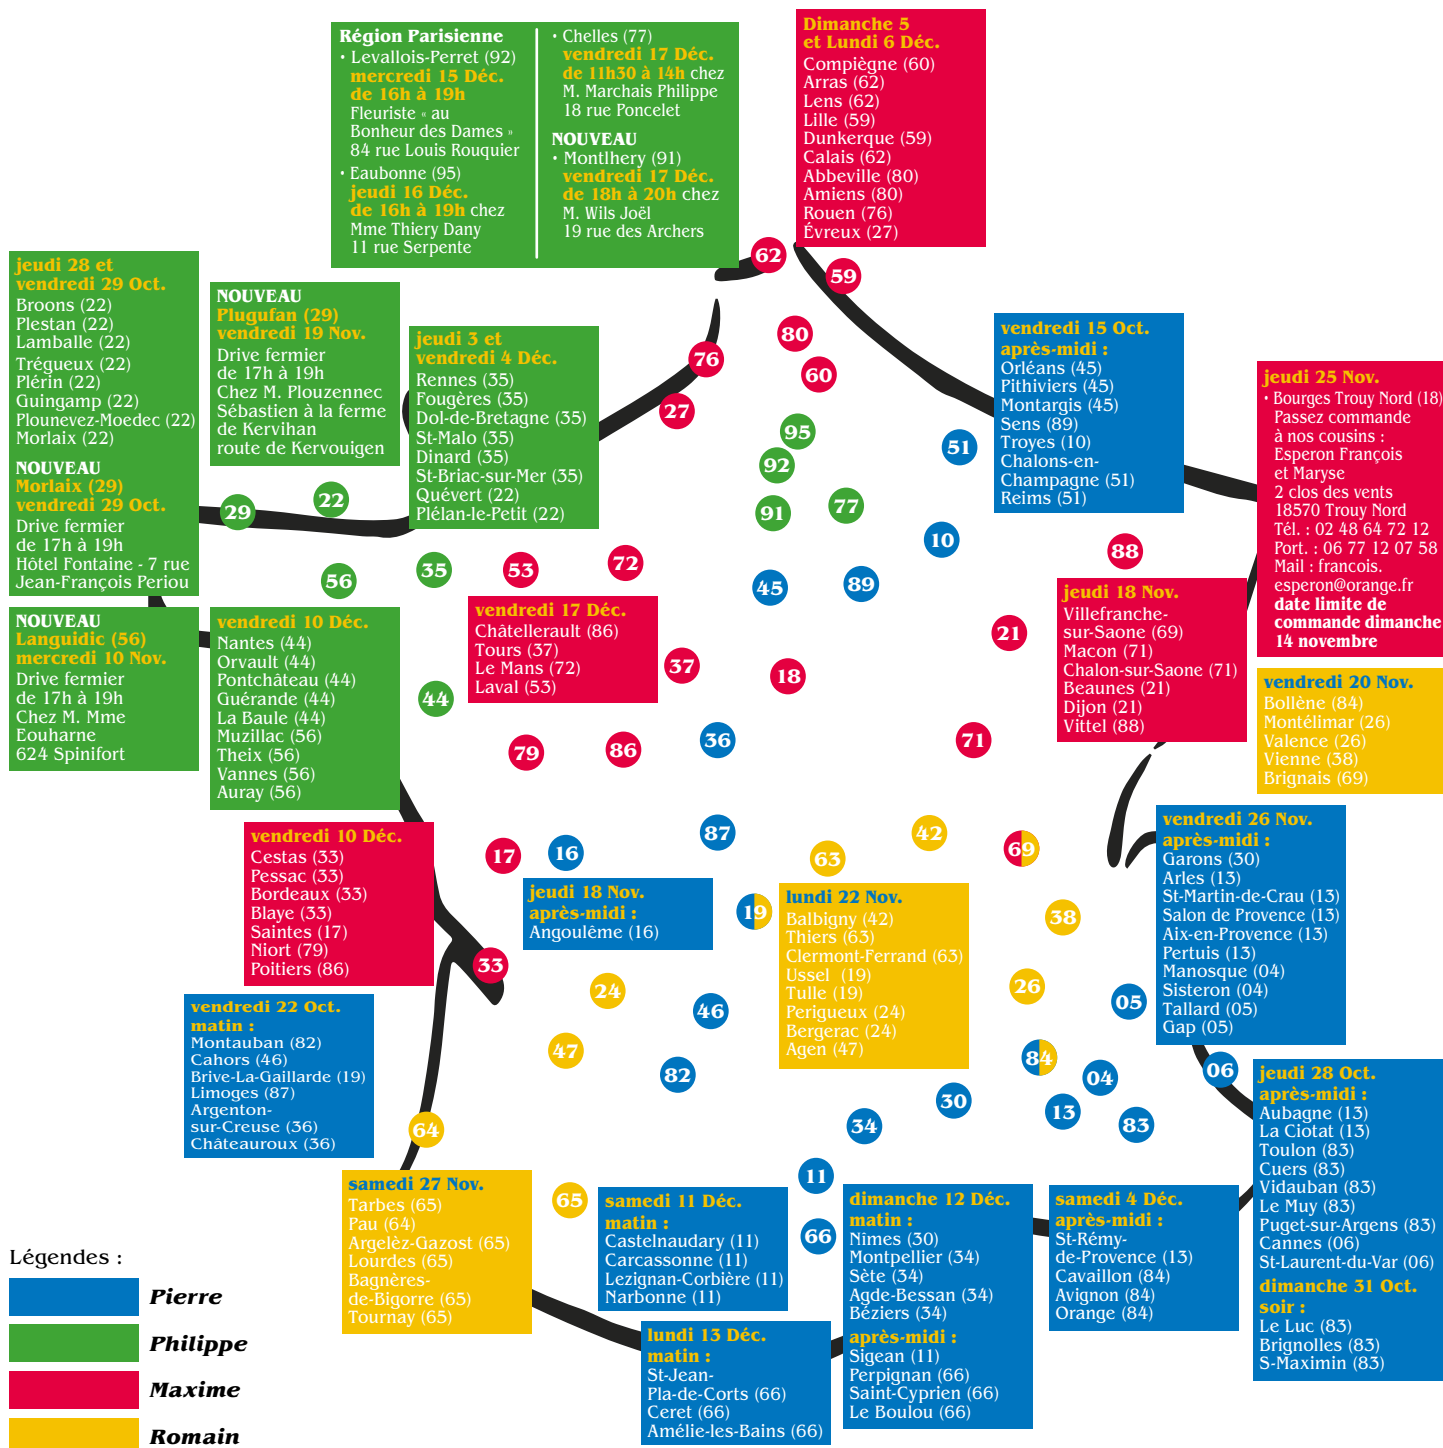 Région Parisienne
• Levallois-Perret (92)
mercredi 15 Déc.
de 16h à 19h
Fleuriste « au
Bonheur des Dames »
84 rue Louis Rouquier
• Eaubonne (95)
jeudi 16 Déc.
de 16h à 19h chez
Mme Thiery Dany
11 rue Serpente
• Chelles (77)
vendredi 17 Déc.
de 11h30 à 14h chez
M. Marchais Philippe
18 rue Poncelet
NOUVEAU
• Montlhery (91)
vendredi 17 Déc.
de 18h à 20h chez
M. Wils Joël
19 rue des Archers
Dimanche 5
et Lundi 6 Déc.
Compiègne (60)
Arras (62)
Lens (62)
Lille (59)
Dunkerque (59)
Calais (62)
Abbeville (80)
Amiens (80)
Rouen (76)
Évreux (27)
jeudi 28 et
vendredi 29 Oct.
Broons (22)
Plestan (22)
Lamballe (22)
Trégueux (22)
Plérin (22)
Guingamp (22)
Plounevez-Moedec (22)
Morlaix (22)
NOUVEAU
Morlaix (29)
vendredi 29 Oct.
Drive fermier
de 17h à 19h
Hôtel Fontaine - 7 rue
Jean-François Periou
NOUVEAU
Plugufan (29)
vendredi 19 Nov.
Drive fermier
de 17h à 19h
Chez M. Plouzennec
Sébastien à la ferme
de Kervihan
route de Kervouigen
jeudi 3 et
vendredi 4 Déc.
Rennes (35)
Fougères (35)
Dol-de-Bretagne (35)
St-Malo (35)
Dinard (35)
St-Briac-sur-Mer (35)
Quévert (22)
Plélan-le-Petit (22)
62
59
80
76
60
27
95
92
51
91
77
10
29
22
56
35
53
72
45
89
88
21
vendredi 15 Oct.
après-midi :
Orléans (45)
Pithiviers (45)
Montargis (45)
Sens (89)
Troyes (10)
Chalons-en-
Champagne (51)
Reims (51)
jeudi 25 Nov.
• Bourges Trouy Nord (18)
Passez commande
à nos cousins :
Esperon François
et Maryse
2 clos des vents
18570 Trouy Nord
Tél. : 02 48 64 72 12
Port. : 06 77 12 07 58
Mail : francois.
esperon@orange.fr
date limite de
commande dimanche
14 novembre
NOUVEAU
Languidic (56)
mercredi 10 Nov.
Drive fermier
de 17h à 19h
Chez M. Mme
Eouharne
624 Spinifort
vendredi 10 Déc.
Nantes (44)
Orvault (44)
Pontchâteau (44)
Guérande (44)
La Baule (44)
Muzillac (56)
Theix (56)
Vannes (56)
Auray (56)
vendredi 17 Déc.
Châtellerault (86)
Tours (37)
Le Mans (72)
Laval (53)
jeudi 18 Nov.
Villefranche-
sur-Saone (69)
Macon (71)
Chalon-sur-Saone (71)
Beaunes (21)
Dijon (21)
Vittel (88)
vendredi 20 Nov.
Bollène (84)
Montélimar (26)
Valence (26)
Vienne (38)
Brignais (69)
37
18
44
79
86
36
71
17
16
87
63
42
69
19
38
33
24
46
26
05
47
82
84
04
06
64
30
13
83
34
65
11
66
vendredi 10 Déc.
Cestas (33)
Pessac (33)
Bordeaux (33)
Blaye (33)
Saintes (17)
Niort (79)
Poitiers (86)
jeudi 18 Nov.
après-midi :
Angoulême (16)
lundi 22 Nov.
Balbigny (42)
Thiers (63)
Clermont-Ferrand (63)
Ussel (19)
Tulle (19)
Perigueux (24)
Bergerac (24)
Agen (47)
vendredi 26 Nov.
après-midi :
Garons (30)
Arles (13)
St-Martin-de-Crau (13)
Salon de Provence (13)
Aix-en-Provence (13)
Pertuis (13)
Manosque (04)
Sisteron (04)
Tallard (05)
Gap (05)
vendredi 22 Oct.
matin :
Montauban (82)
Cahors (46)
Brive-La-Gaillarde (19)
Limoges (87)
Argenton-
sur-Creuse (36)
Châteauroux (36)
jeudi 28 Oct.
après-midi :
Aubagne (13)
La Ciotat (13)
Toulon (83)
Cuers (83)
Vidauban (83)
Le Muy (83)
Puget-sur-Argens (83)
Cannes (06)
St-Laurent-du-Var (06)
dimanche 31 Oct.
soir :
Le Luc (83)
Brignolles (83)
S-Maximin (83)
samedi 27 Nov.
Tarbes (65)
Pau (64)
Argelèz-Gazost (65)
Lourdes (65)
Bagnères-
de-Bigorre (65)
Tournay (65)
samedi 11 Déc.
matin :
Castelnaudary (11)
Carcassonne (11)
Lezignan-Corbière (11)
Narbonne (11)
dimanche 12 Déc.
matin :
Nîmes (30)
Montpellier (34)
Sète (34)
Agde-Bessan (34)
Béziers (34)
après-midi :
Sigean (11)
Perpignan (66)
Saint-Cyprien (66)
Le Boulou (66)
samedi 4 Déc.
après-midi :
St-Rémy-
de-Provence (13)
Cavaillon (84)
Avignon (84)
Orange (84)
lundi 13 Déc.
matin :
St-Jean-
Pla-de-Corts (66)
Ceret (66)
Amélie-les-Bains (66)
Légendes :
Pierre
Philippe
Maxime
Romain